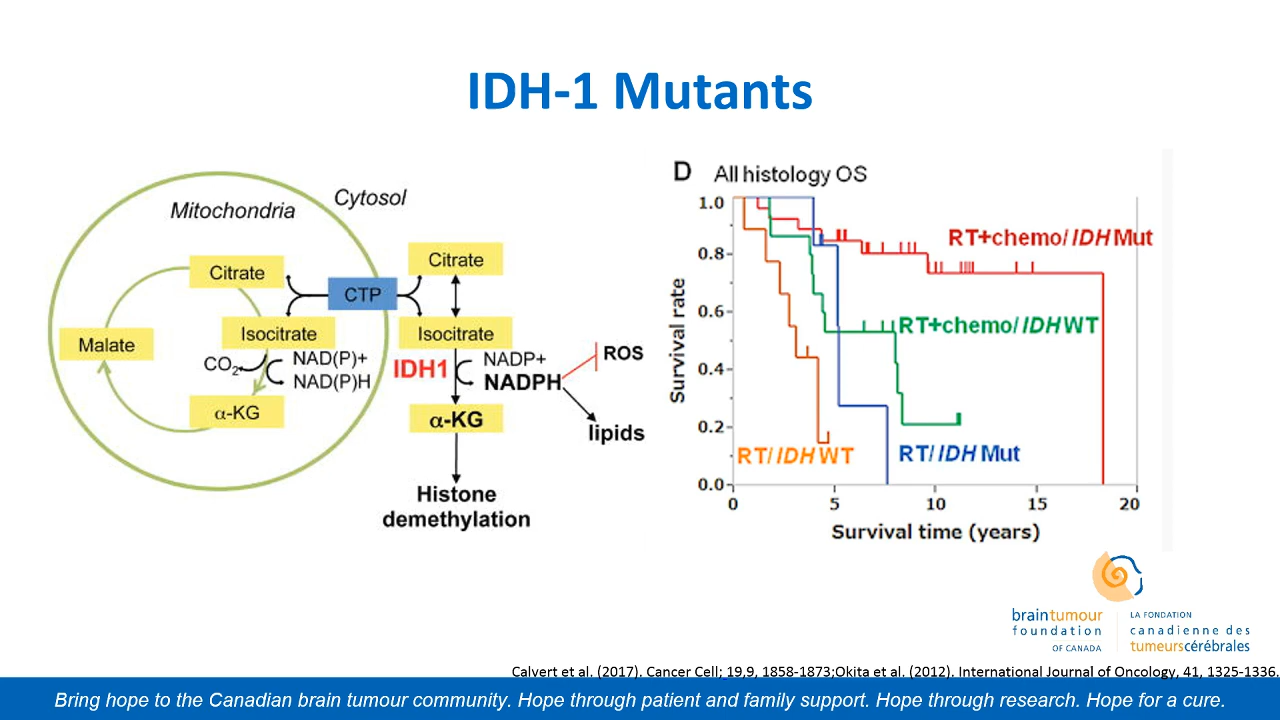 IDH-1 Mutants
Mitochondria
Cytosol
Citrate
CTP
Citrate
Malate
Isocitrate
Isocitrate
CO2
NAD(P)+
NAD(P)H
IDH1
NADP+
NADPH
ROS
α-KG
α-KG
lipids
Histone
demethylation
D All histology OS
Survival rate
1.0
0.8
0.6
0.4
0.2
0.0
RT+chemo/ IDH Mut
RT+chemo/ IDH WT
RT/ IDH WT
RT/ IDH Mut
0 5 10 15 20
Survival time (years)
braintumour
foundation
OF CANADA
LA FONDATION
canadienne des
tumeurscérébrales
Calvert et al. (2017). Cancer Cell; 19,9, 1858-1873;Okita et al. (2012). International Journal of Oncology, 41, 1325-1336.
Bring hope to the Canadian brain tumour community. Hope through patient and family support. Hope through research. Hope for a cure.